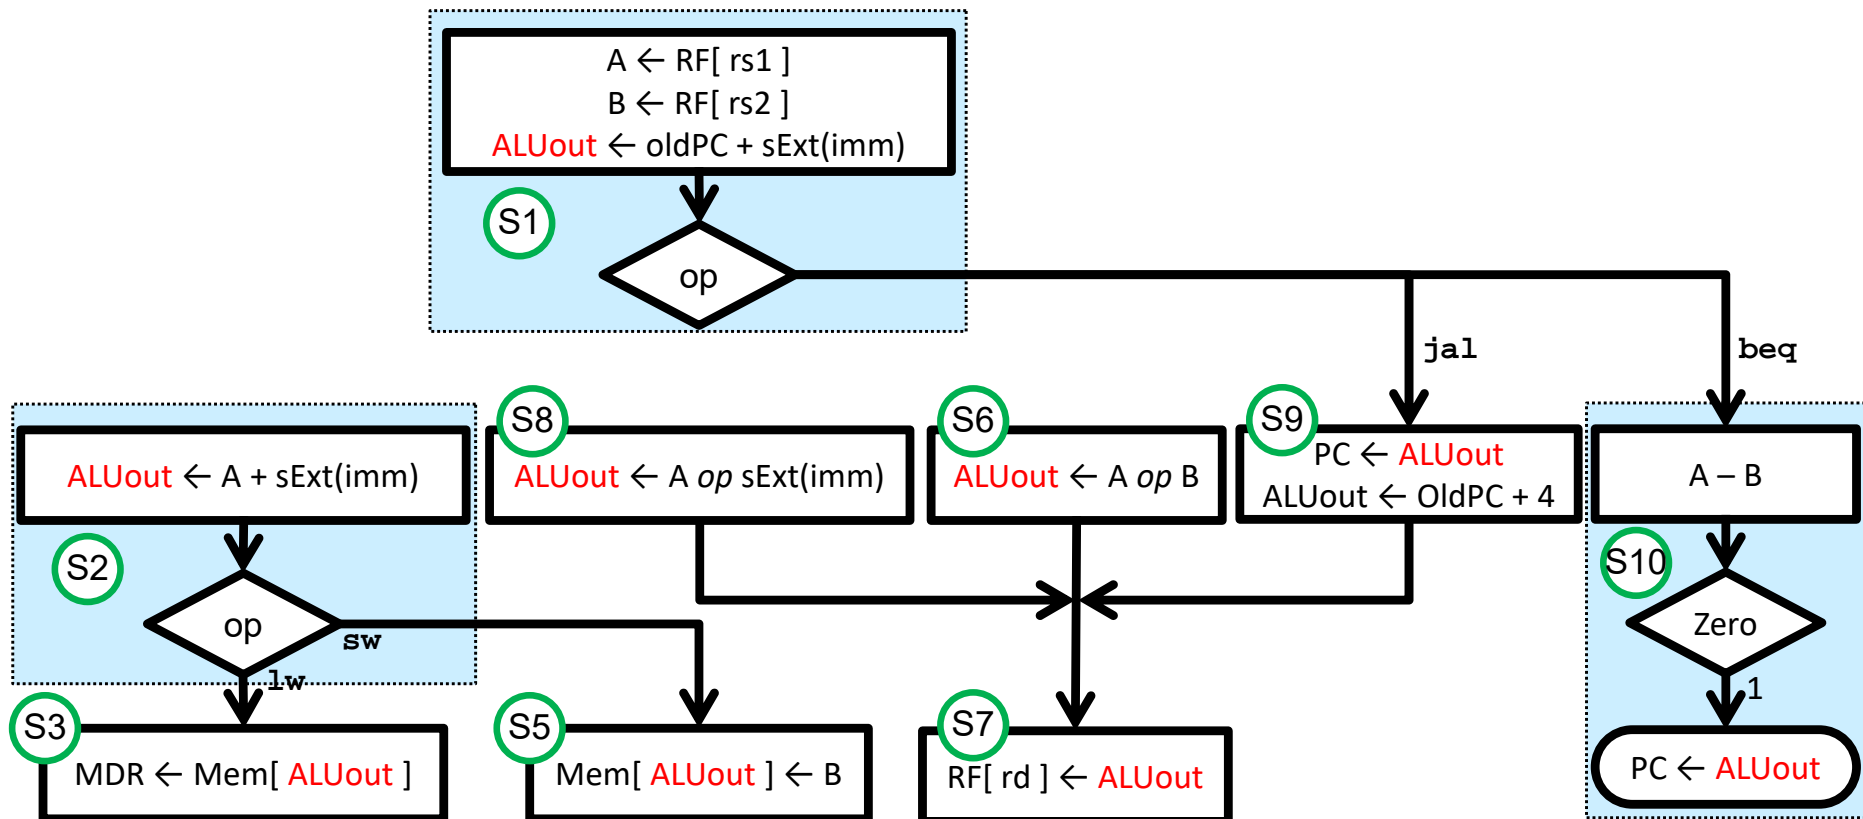 A ← RF[ rs1 ]
B ← RF[ rs2 ]
ALUout ← oldPC + sExt(imm)
S1
op
jal
beq
S8
S6
S9
ALUout ← A + sExt(imm)
ALUout ← A op sExt(imm)
ALUout ← A op B
PC ← ALUout
ALUout ← OldPC + 4
A – B
S2
S10
op
sw
lw
Zero
1
S3
S5
S7
MDR ← Mem[ ALUout ]
Mem[ ALUout ] ← B
RF[ rd ] ← ALUout
PC ← ALUout